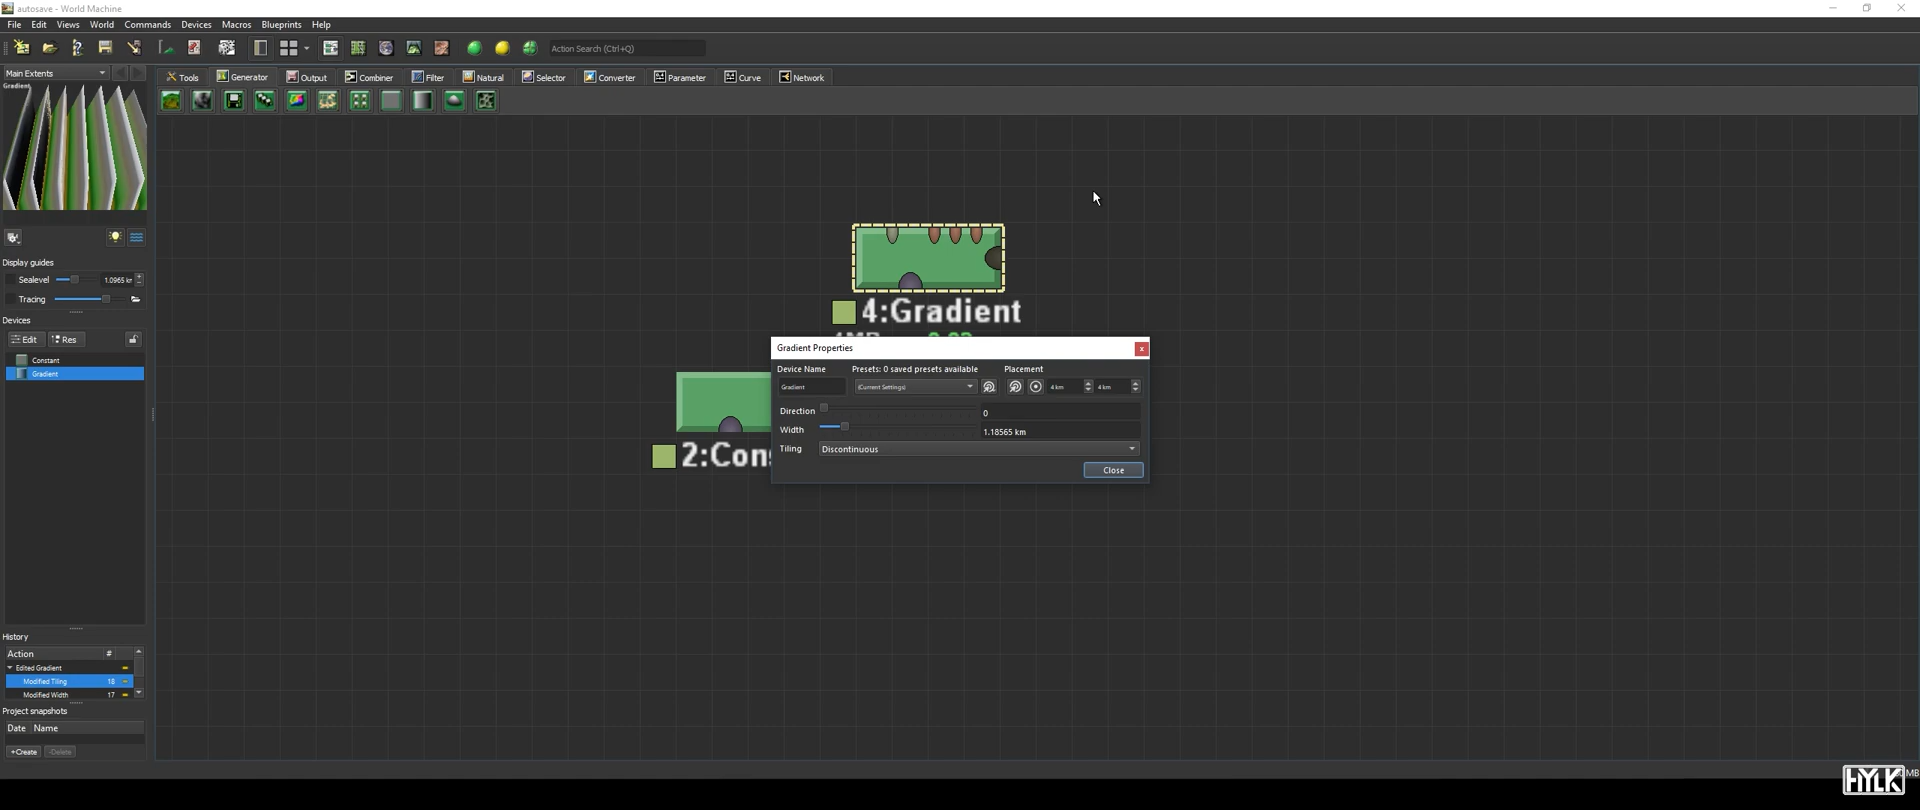 autosave - World Machine
File Edit Views World Commands Devices Macros Blueprints Help
Action Search (Ctrl+Q)
Main Extents
Tools Generator Output Combiner Filter Natural Selector Converter Parameter Curve Network
Gradient
Display guides
Sealevel 1.0965 kr
Tracing
Devices
Edit Res
Constant
Gradient
4:Gradient
Gradient Properties
Device Name Presets: 0 saved presets available Placement
Gradient (Current Settings) 4 km 4 km
Direction 0
Width 1.18565 km
Tiling Discontinuous
Close
2:Con
History
Action #
Edited Gradient
Modified Tiling 18
Modified Width 17
Project snapshots
Date Name
+Create -Delete
HYLK
MB